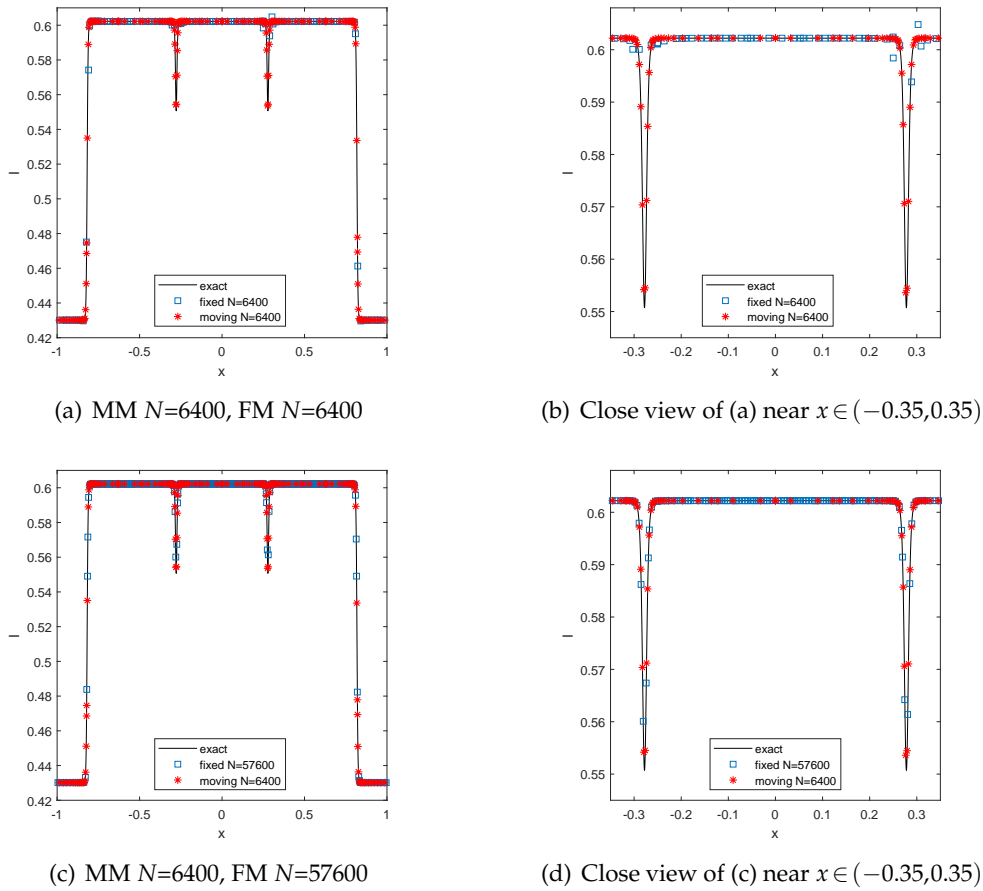 0.6
0.58
0.56
0.54
0.52
0.5
0.48
0.46
0.44
0.42
I
-1
-0.5
0
0.5
1
x
exact
fixed N=6400
moving N=6400
(a) MM N=6400, FM N=6400
0.6
0.59
0.58
0.57
0.56
0.55
I
-0.3
-0.2
-0.1
0
0.1
0.2
0.3
x
exact
fixed N=6400
moving N=6400
(b) Close view of (a) near x∈(−0.35,0.35)
0.6
0.58
0.56
0.54
0.52
0.5
0.48
0.46
0.44
0.42
I
-1
-0.5
0
0.5
1
x
exact
fixed N=57600
moving N=6400
(c) MM N=6400, FM N=57600
0.6
0.59
0.58
0.57
0.56
0.55
I
-0.3
-0.2
-0.1
0
0.1
0.2
0.3
x
exact
fixed N=57600
moving N=6400
(d) Close view of (c) near x∈(−0.35,0.35)